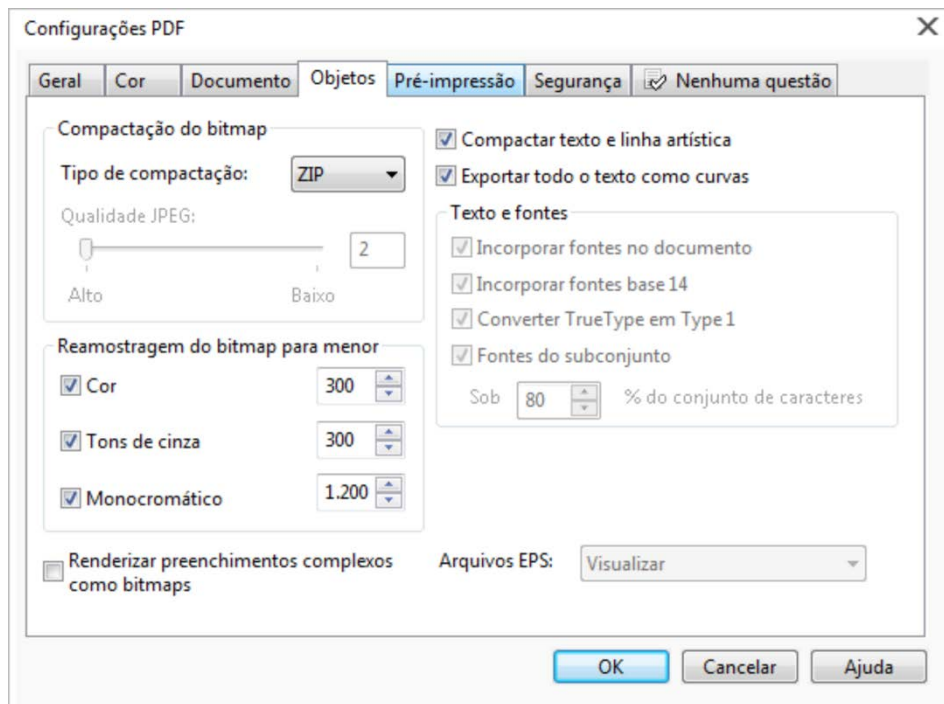 Configurações PDF
Geral Cor Documento Objetos Pré-impressão Segurança Nenhuma questão
Compactação do bitmap
Tipo de compactação: ZIP
Qualidade JPEG:
2
Alto Baixo
Reamostragem do bitmap para menor
Cor 300
Tons de cinza 300
Monocromático 1.200
Renderizar preenchimentos complexos
como bitmaps
Compactar texto e linha artística
Exportar todo o texto como curvas
Texto e fontes
Incorporar fontes no documento
Incorporar fontes base 14
Converter TrueType em Type 1
Fontes do subconjunto
Sob 80 % do conjunto de caracteres
Arquivos EPS: Visualizar
OK Cancelar Ajuda